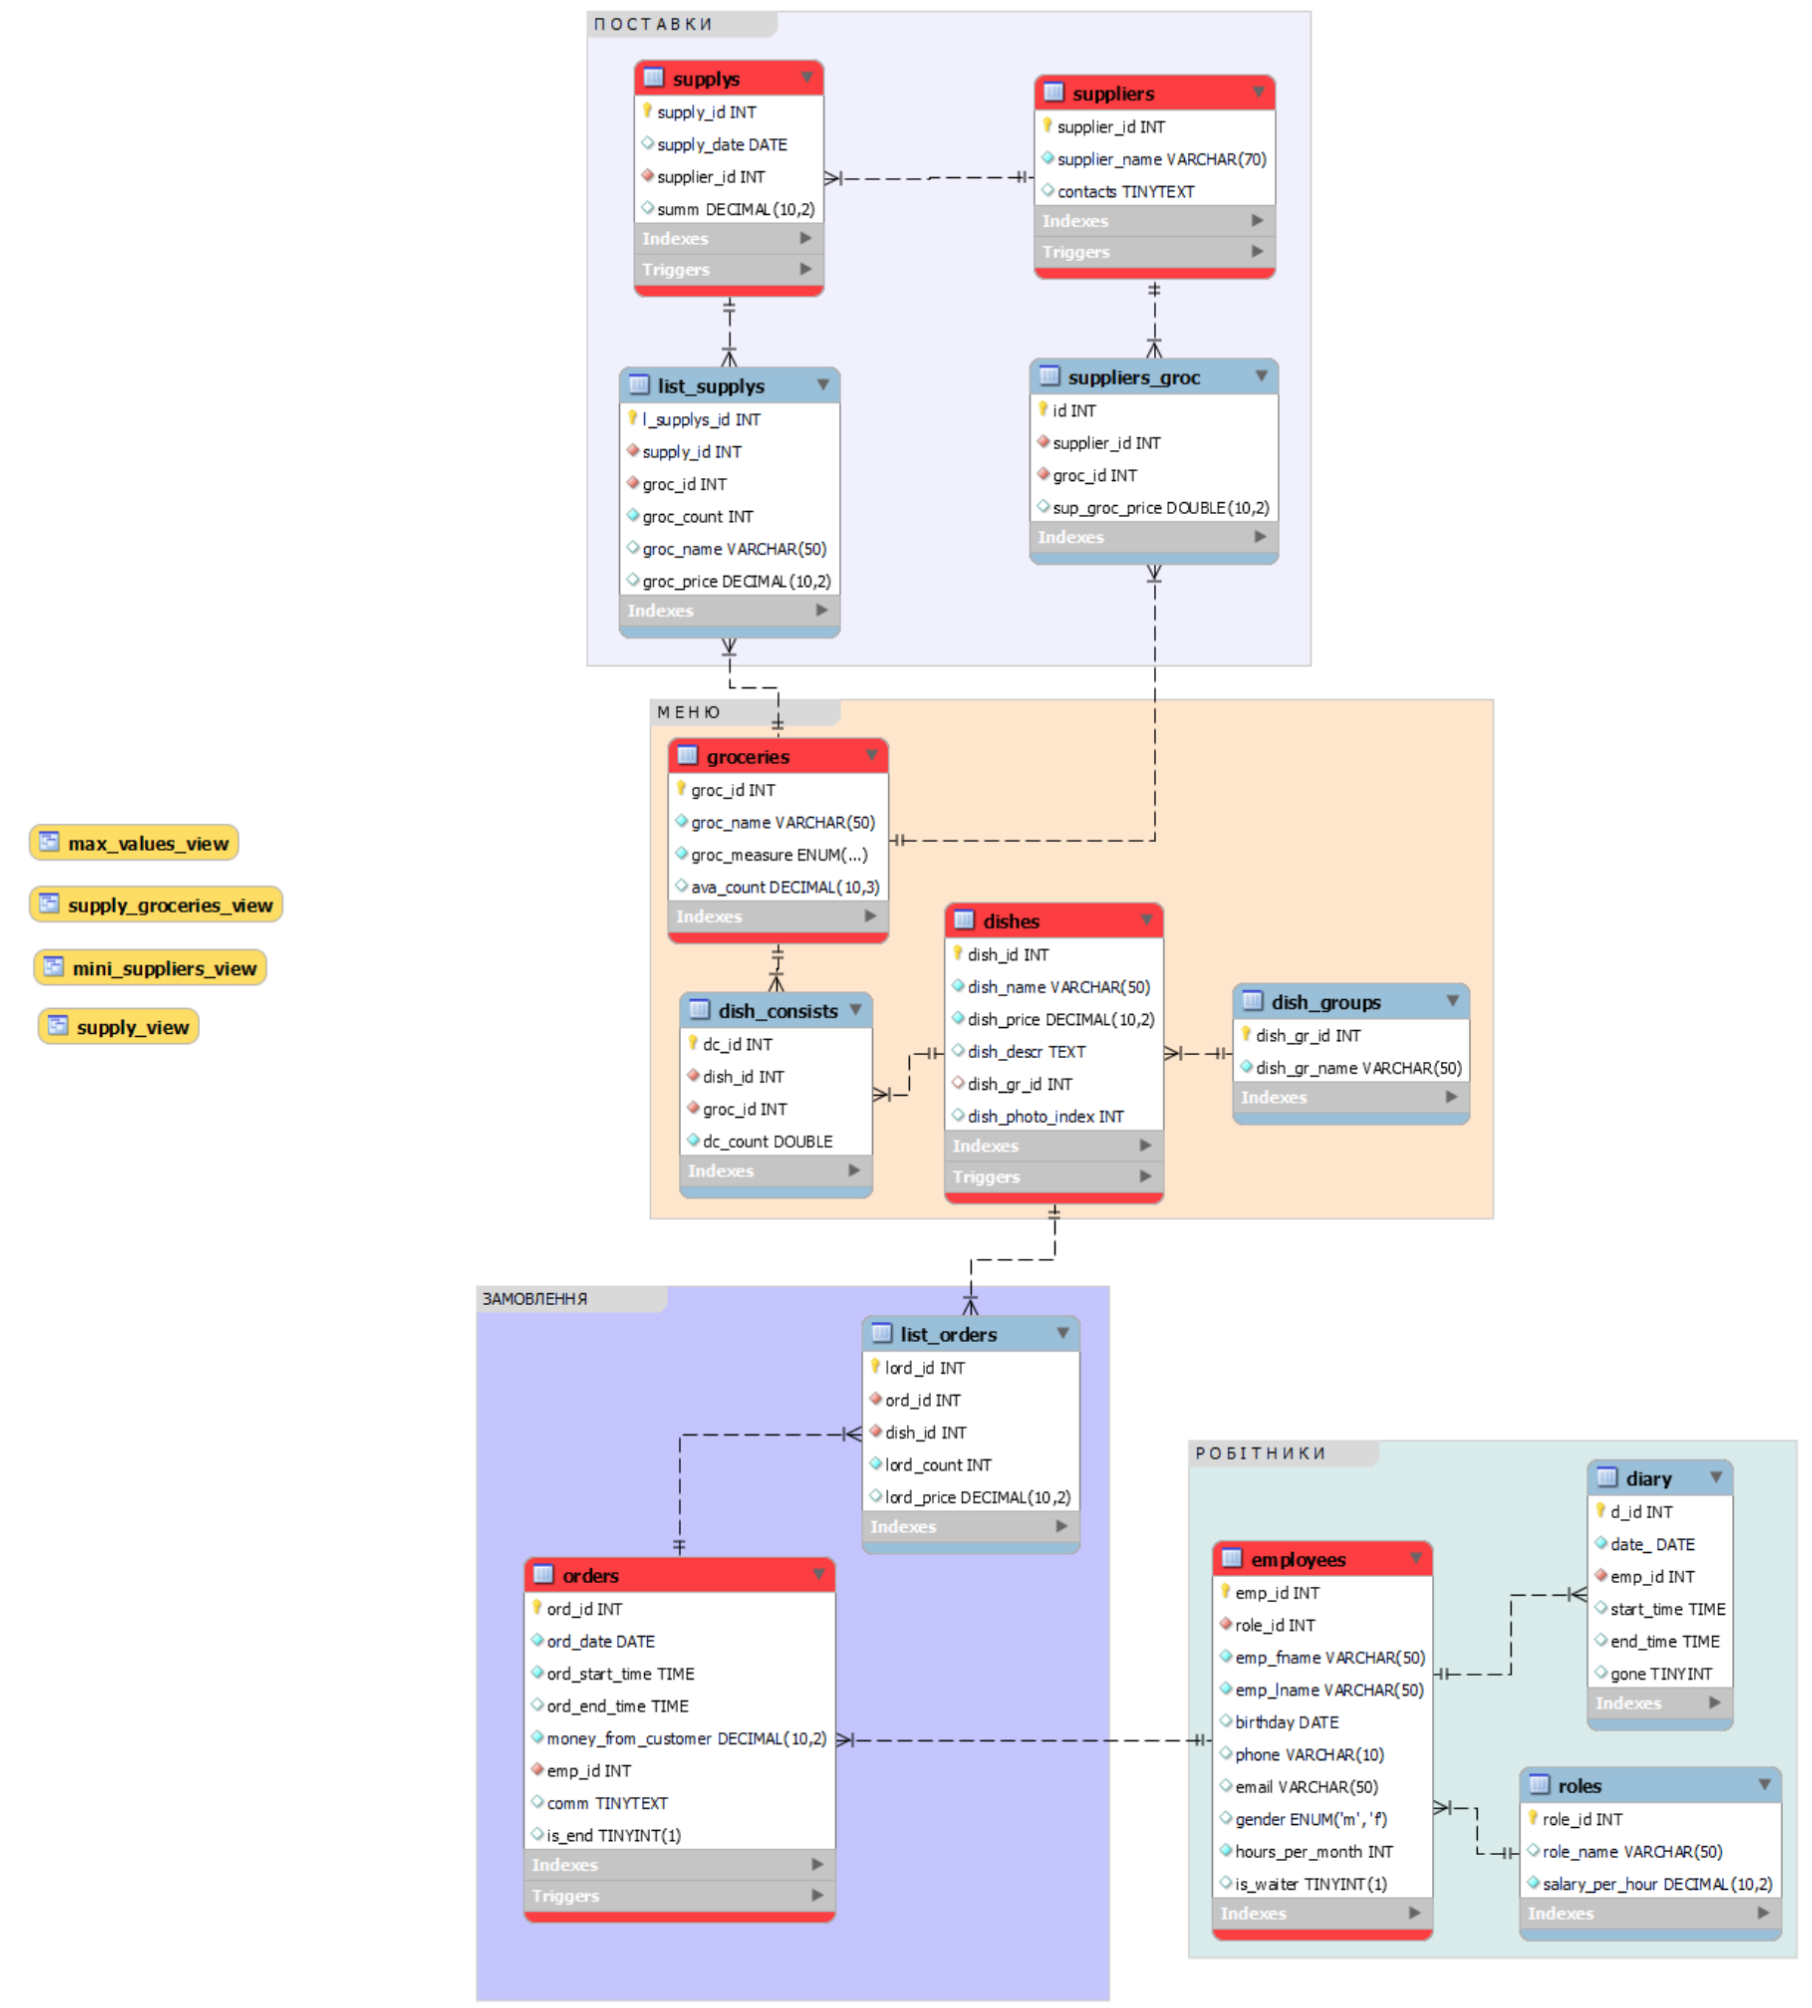 ПОСТАВКИ
supplys
supply_id INT
supply_date DATE
supplier_id INT
summ DECIMAL(10,2)
Indexes
Triggers
suppliers
supplier_id INT
supplier_name VARCHAR(70)
contacts TINYTEXT
Indexes
Triggers
list_supplys
l_supplys_id INT
supply_id INT
groc_id INT
groc_count INT
groc_name VARCHAR(50)
groc_price DECIMAL(10,2)
Indexes
suppliers_groc
id INT
supplier_id INT
groc_id INT
sup_groc_price DOUBLE(10,2)
Indexes
МЕНЮ
groceries
groc_id INT
groc_name VARCHAR(50)
groc_measure ENUM(...)
ava_count DECIMAL(10,3)
Indexes
max_values_view
supply_groceries_view
mini_suppliers_view
supply_view
dishes
dish_id INT
dish_name VARCHAR(50)
dish_price DECIMAL(10,2)
dish_descr TEXT
dish_gr_id INT
dish_photo_index INT
Indexes
Triggers
dish_consists
dc_id INT
dish_id INT
groc_id INT
dc_count DOUBLE
Indexes
dish_groups
dish_gr_id INT
dish_gr_name VARCHAR(50)
Indexes
ЗАМОВЛЕННЯ
list_orders
lord_id INT
ord_id INT
dish_id INT
lord_count INT
lord_price DECIMAL(10,2)
Indexes
orders
ord_id INT
ord_date DATE
ord_start_time TIME
ord_end_time TIME
money_from_customer DECIMAL(10,2)
emp_id INT
comm TINYTEXT
is_end TINYINT(1)
Indexes
Triggers
РОБІТНИКИ
diary
d_id INT
date_ DATE
emp_id INT
start_time TIME
end_time TIME
gone TINYINT
Indexes
employees
emp_id INT
role_id INT
emp_fname VARCHAR(50)
emp_lname VARCHAR(50)
birthday DATE
phone VARCHAR(10)
email VARCHAR(50)
gender ENUM('m','f')
hours_per_month INT
is_waiter TINYINT(1)
Indexes
roles
role_id INT
role_name VARCHAR(50)
salary_per_hour DECIMAL(10,2)
Indexes